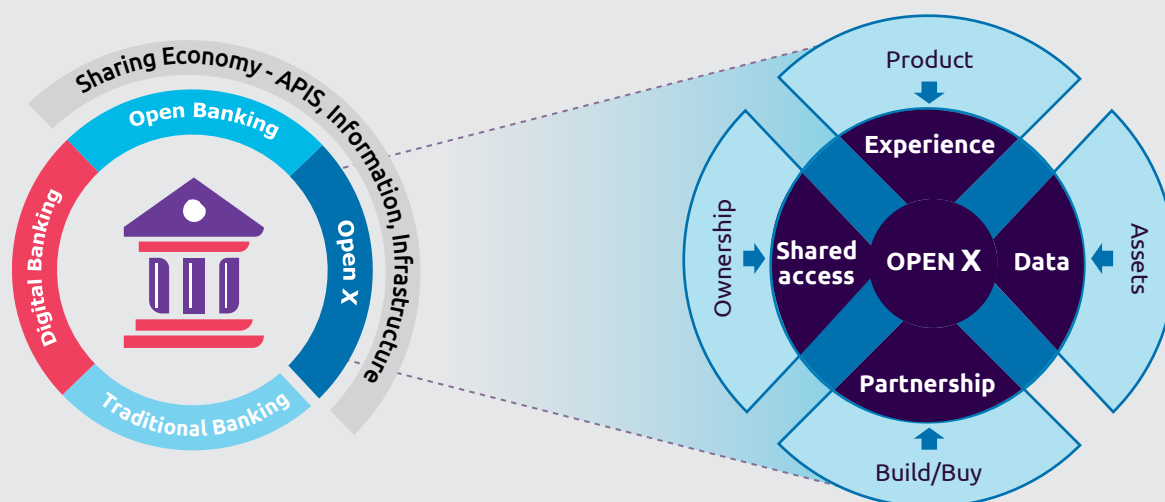 Sharing Economy - APIS, Information, Infrastructure
Open Banking
Digital Banking
Open X
Traditional Banking
Product
Experience
Ownership
Shared
access
OPEN X
Data
Assets
Partnership
Build/Buy